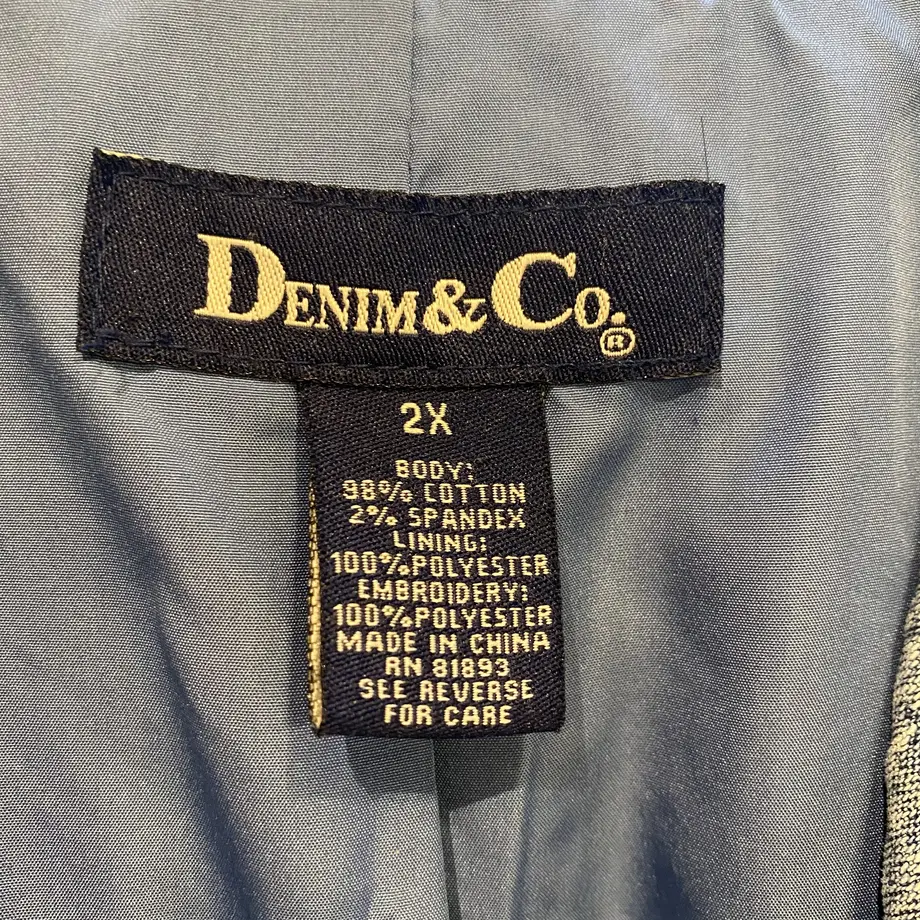 DENIM & Co.®
2X
BODY:
98% COTTON
2% SPANDEX
LINING:
100% POLYESTER
EMBROIDERY:
100% POLYESTER
MADE IN CHINA
RN 81893
SEE REVERSE
FOR CARE